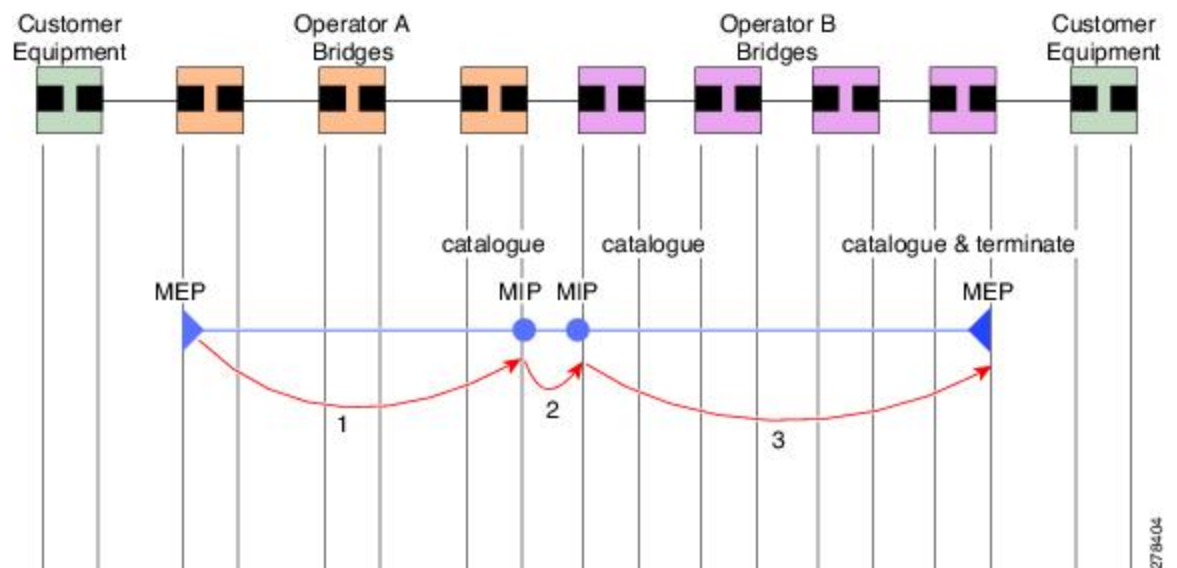 Customer
Equipment
Operator A
Bridges
Operator B
Bridges
Customer
Equipment
catalogue
catalogue
catalogue & terminate
MEP
MIP
MIP
MEP
1
2
3
278404